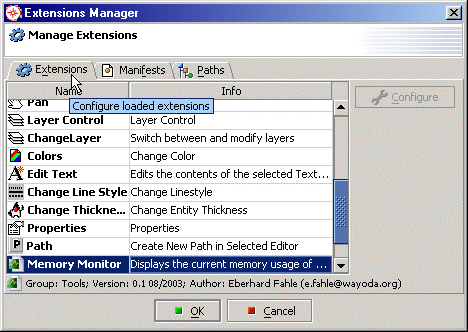 Extensions Manager
Manage Extensions
Extensions Manifests Paths
Name Info
Configure loaded extensions
Configure
Pan
Layer Control Layer Control
ChangeLayer Switch between and modify layers
Colors Change Color
Edit Text Edits the contents of the selected Text...
Change Line Style Change Linestyle
Change Thickne... Change Entity Thickness
Properties Properties
Path Create New Path in Selected Editor
Memory Monitor Displays the current memory usage of ...
Group: Tools; Version: 0.1 08/2003; Author: Eberhard Fahle (e.fahle@wayoda.org)
OK Cancel